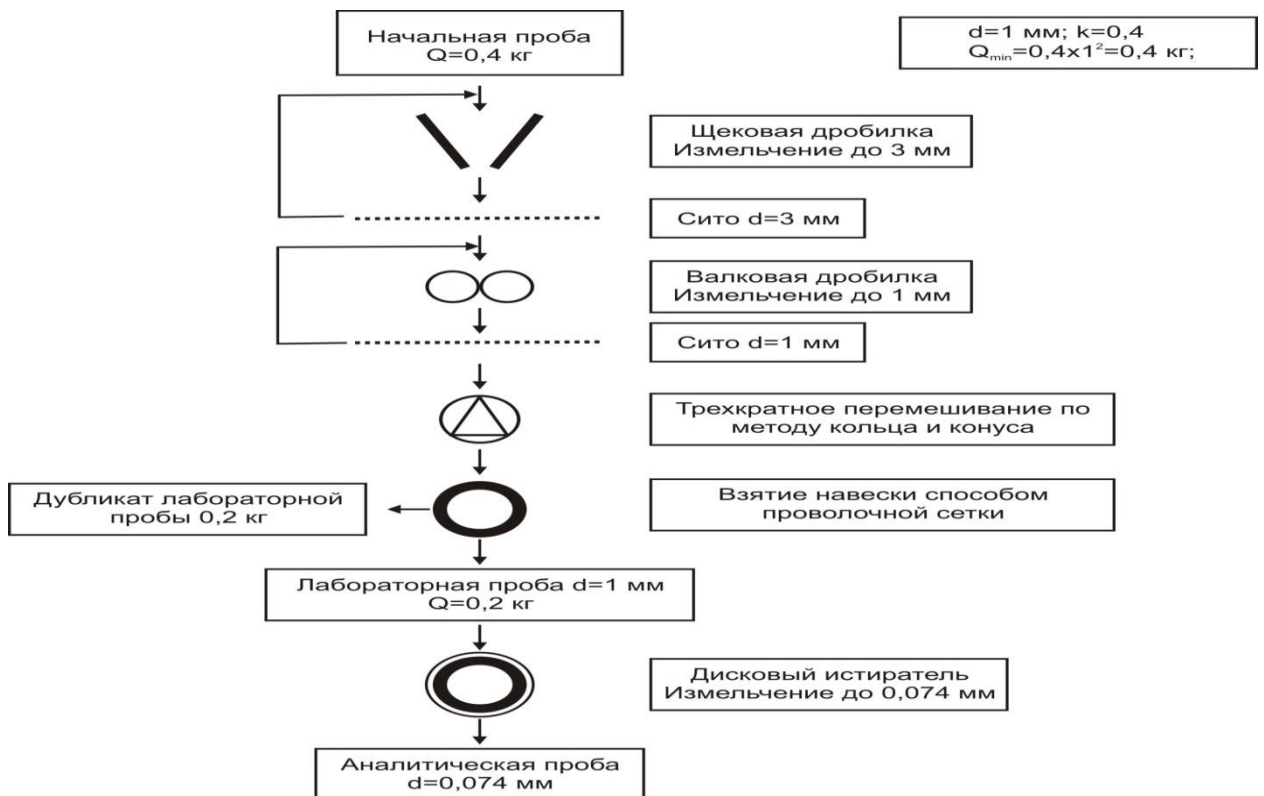 Начальная проба
Q=0,4 кг
d=1 мм; k=0,4
Qmin=0,4x1²=0,4 кг;
Щековая дробилка
Измельчение до 3 мм
Сито d=3 мм
Валковая дробилка
Измельчение до 1 мм
Сито d=1 мм
Трехкратное перемешивание по
методу кольца и конуса
Дубликат лабораторной
пробы 0,2 кг
Взятие навески способом
проволочной сетки
Лабораторная проба d=1 мм
Q=0,2 кг
Дисковый истиратель
Измельчение до 0,074 мм
Аналитическая проба
d=0,074 мм